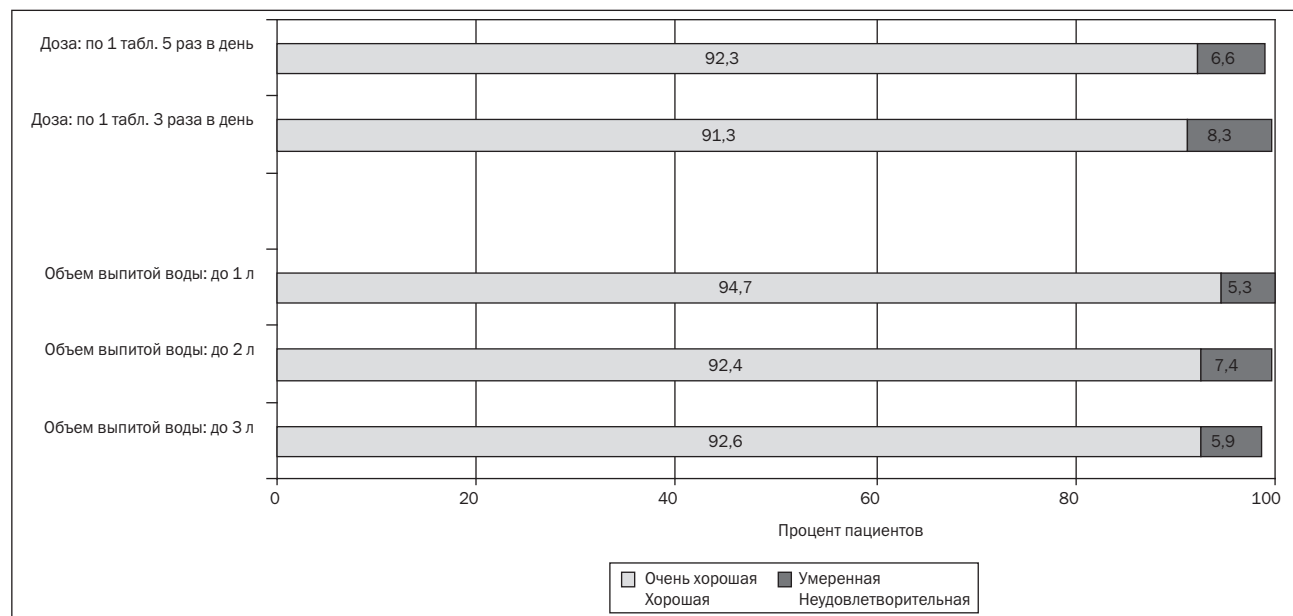 Доза: по 1 табл. 5 раз в день
92,3
6,6
Доза: по 1 табл. 3 раза в день
91,3
8,3
Объем выпитой воды: до 1 л
94,7
5,3
Объем выпитой воды: до 2 л
92,4
7,4
Объем выпитой воды: до 3 л
92,6
5,9
0 20 40 60 80 100
Процент пациентов
Очень хорошая
Хорошая
Умеренная
Неудовлетворительная